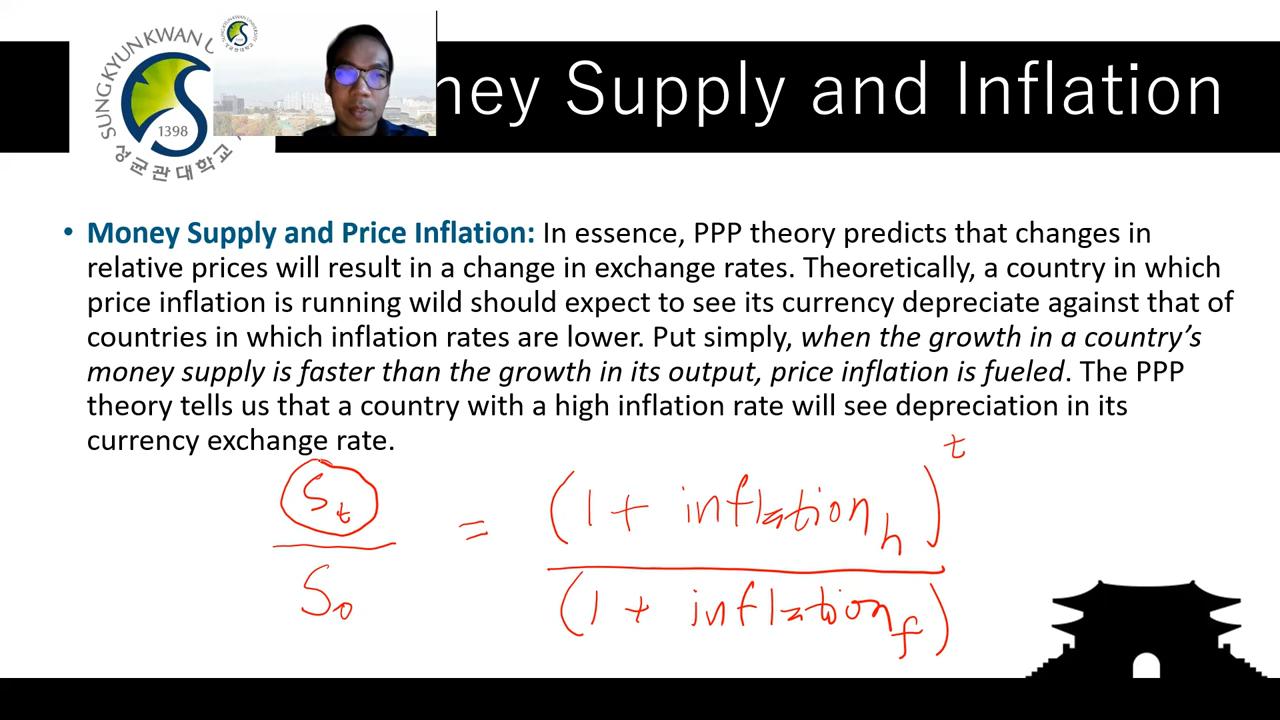 SUNGKYUNKWAN U
1398
성균관대학교
ney Supply and Inflation
• Money Supply and Price Inflation: In essence, PPP theory predicts that changes in
relative prices will result in a change in exchange rates. Theoretically, a country in which
price inflation is running wild should expect to see its currency depreciate against that of
countries in which inflation rates are lower. Put simply, when the growth in a country’s
money supply is faster than the growth in its output, price inflation is fueled. The PPP
theory tells us that a country with a high inflation rate will see depreciation in its
currency exchange rate.
S_t / S_0 = (1 + inflation_h)^t / (1 + inflation_f)